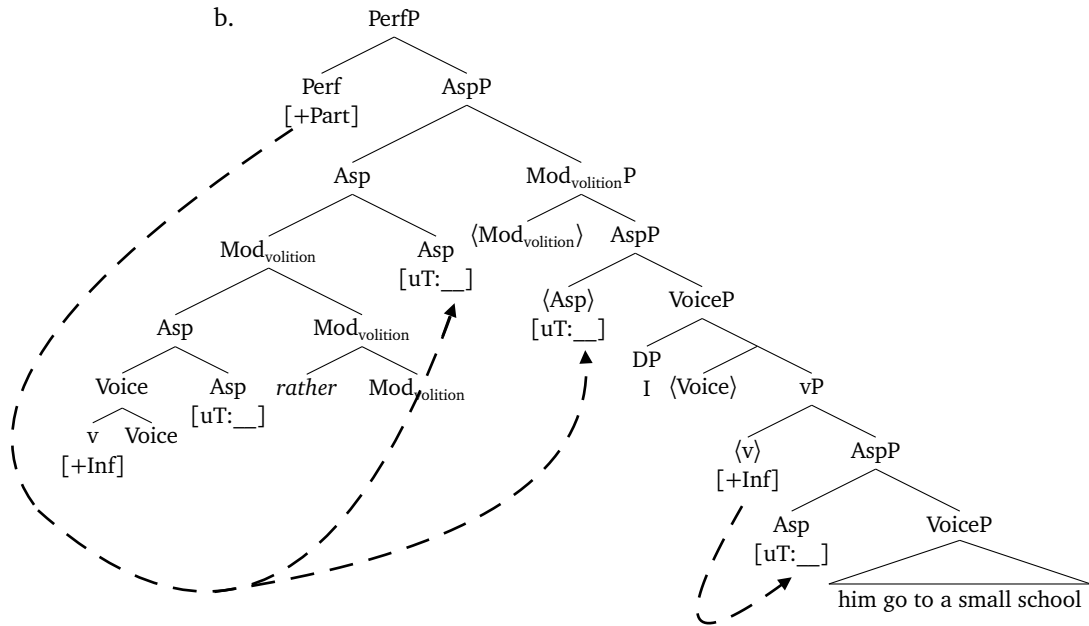 b.
PerfP
Perf AspP
[+Part]
Asp Mod_volition P
Mod_volition Asp ⟨Mod_volition⟩ AspP
[uT:__]
Asp Mod_volition ⟨Asp⟩ VoiceP
[uT:__]
Voice Asp rather Mod_volition DP
[uT:__] I ⟨Voice⟩ vP
v Voice
[+Inf] ⟨v⟩ AspP
[+Inf]
Asp VoiceP
[uT:__]
him go to a small school